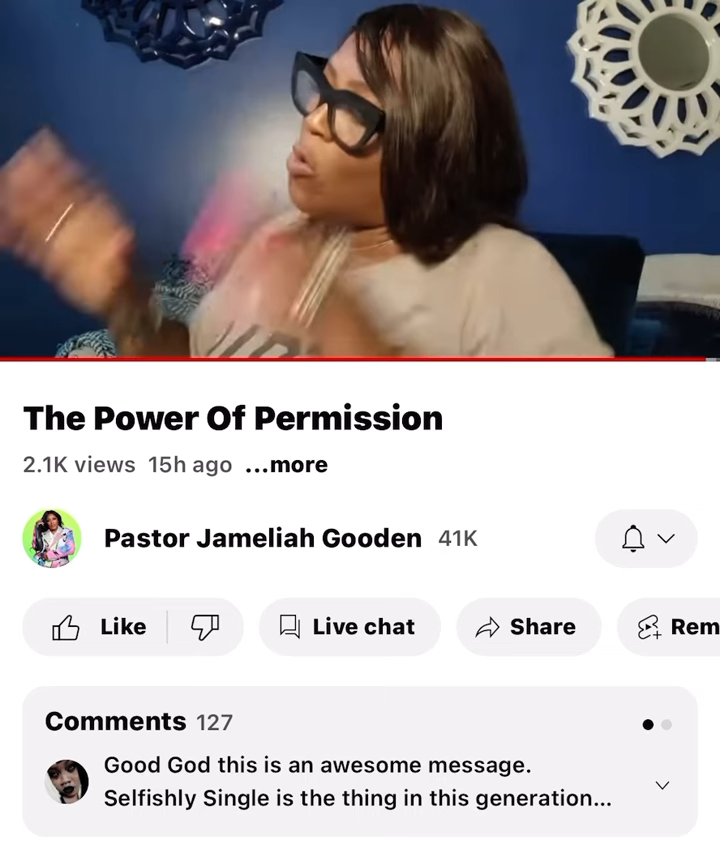 The Power Of Permission
2.1K views 15h ago ...more
Pastor Jameliah Gooden 41K
Like
Live chat
Share
Rem
Comments 127
Good God this is an awesome message.
Selfishly Single is the thing in this generation...